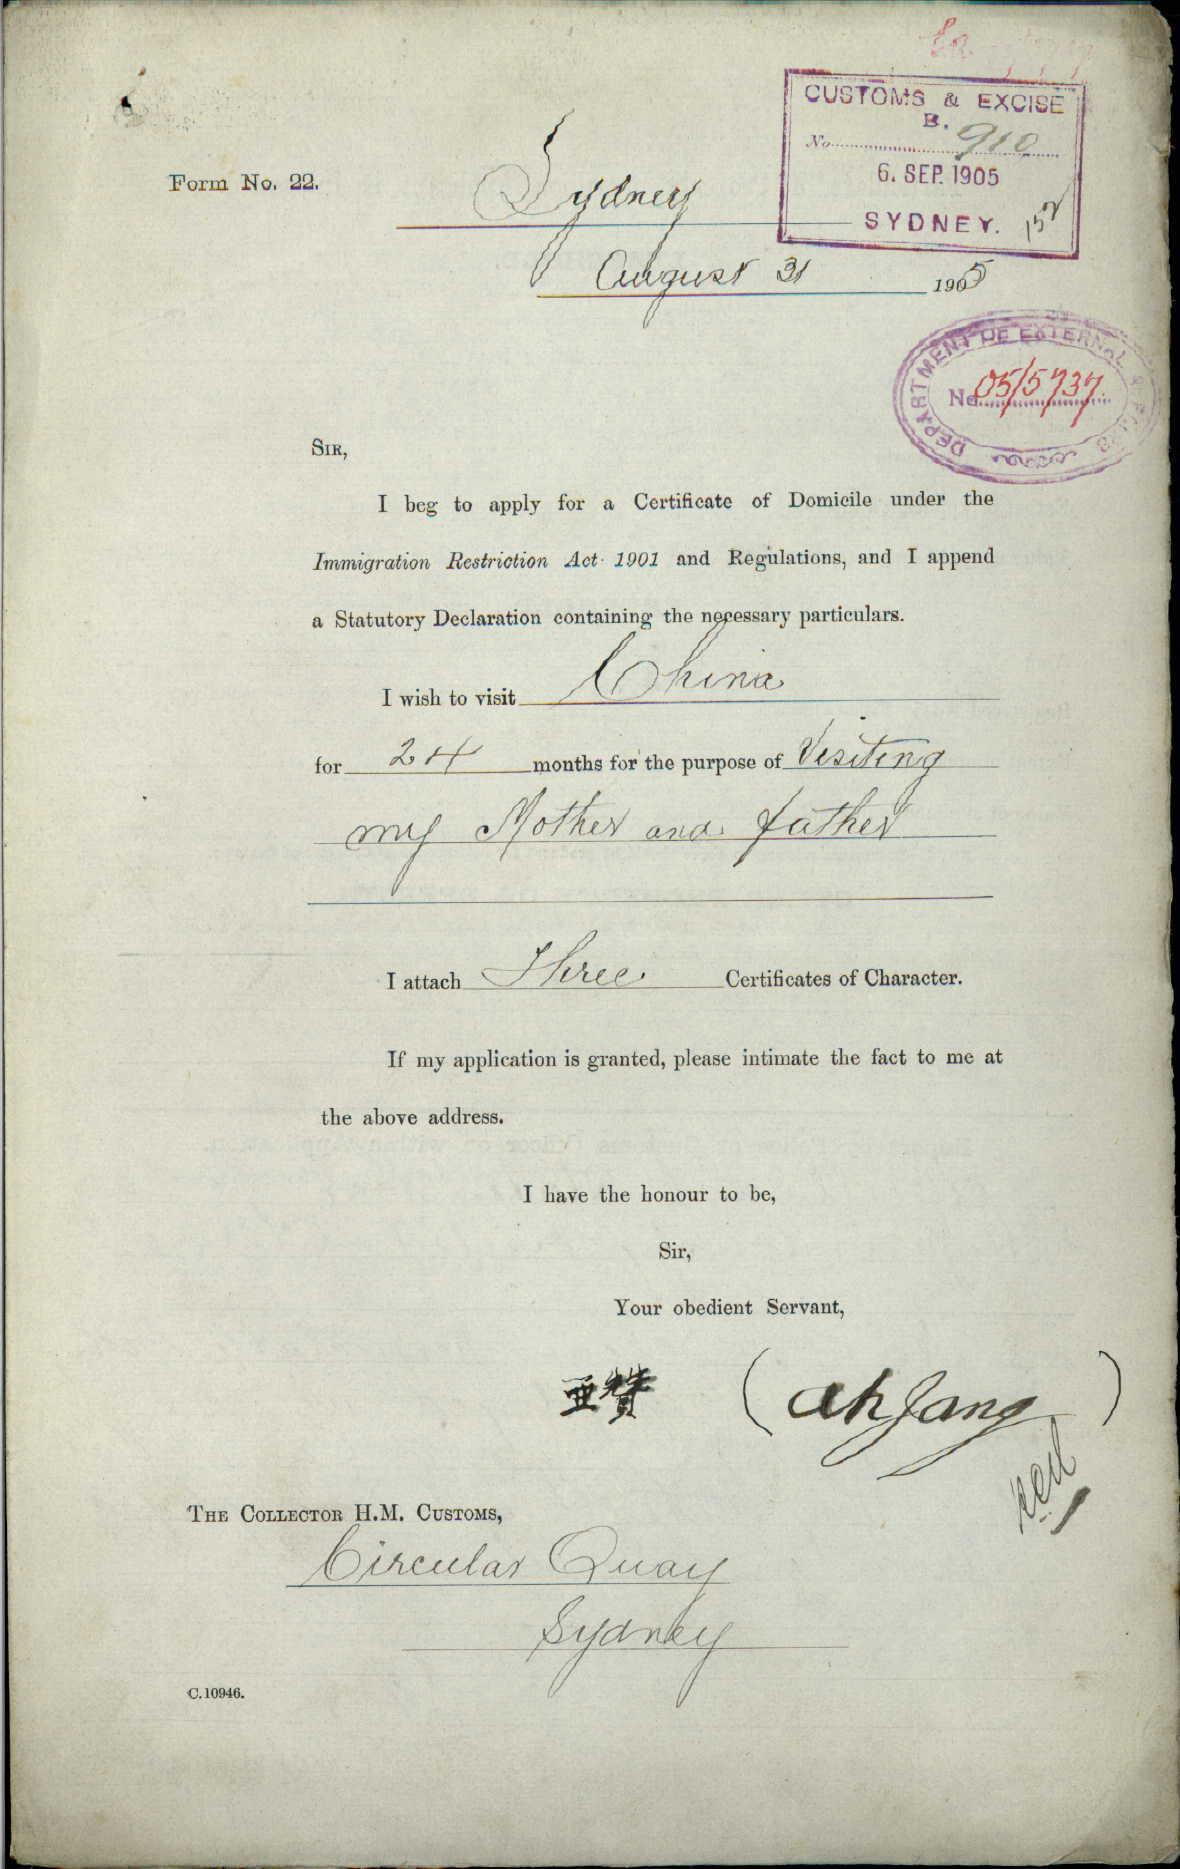 CUSTOMS & EXCISE
B.
No 910
6. SEP. 1905
SYDNEY.
152
Form No. 22.
Sydney
August 31 1905
DEPARTMENT OF EXTERNAL AFFAIRS
No. 05/5737
SIR,
I beg to apply for a Certificate of Domicile under the
Immigration Restriction Act 1901 and Regulations, and I append
a Statutory Declaration containing the necessary particulars.
I wish to visit China
for 24 months for the purpose of Visiting
my Mother and father
I attach Three Certificates of Character.
If my application is granted, please intimate the fact to me at
the above address.
I have the honour to be,
Sir,
Your obedient Servant,
亜賛 (Ah Jang)
THE COLLECTOR H.M. CUSTOMS,
Circular Quay
Sydney
C.10946.